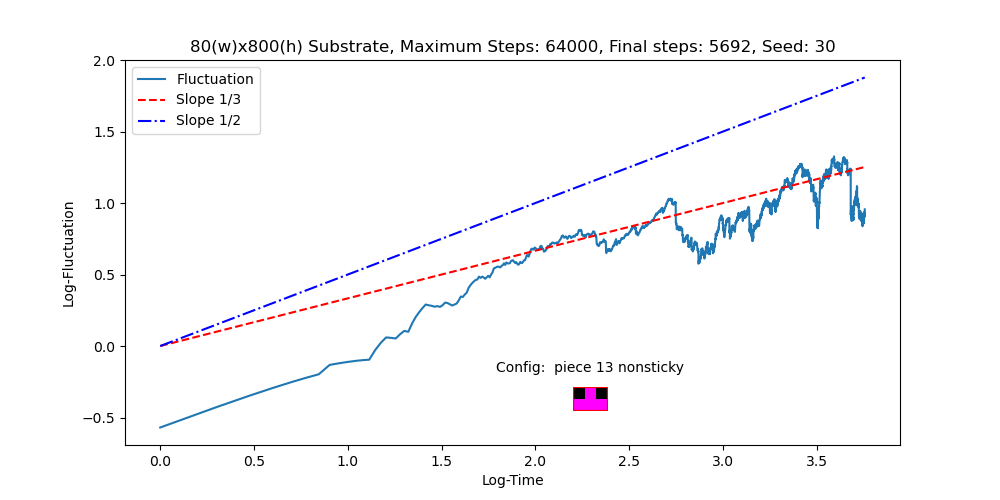 80(w)x800(h) Substrate, Maximum Steps: 64000, Final steps: 5692, Seed: 30
2.0
1.5
1.0
0.5
0.0
−0.5
Log-Fluctuation
Fluctuation
Slope 1/3
Slope 1/2
Config:  piece 13 nonsticky
0.0 0.5 1.0 1.5 2.0 2.5 3.0 3.5
Log-Time